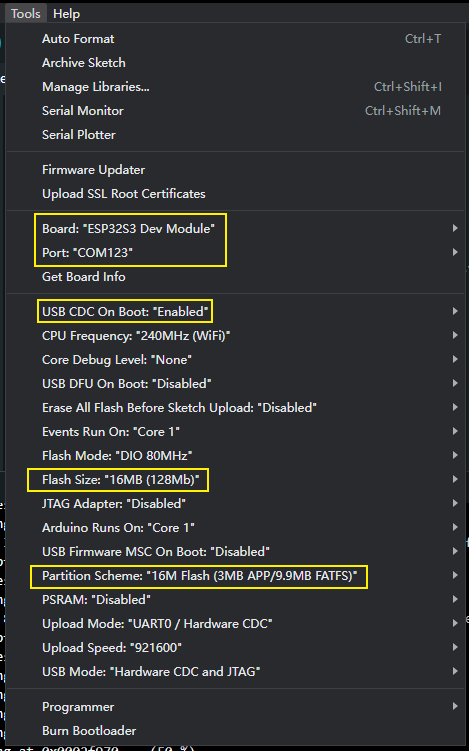 Tools Help
Auto Format Ctrl+T
Archive Sketch
Manage Libraries... Ctrl+Shift+I
Serial Monitor Ctrl+Shift+M
Serial Plotter
Firmware Updater
Upload SSL Root Certificates
Board: "ESP32S3 Dev Module"
Port: "COM123"
Get Board Info
USB CDC On Boot: "Enabled"
CPU Frequency: "240MHz (WiFi)"
Core Debug Level: "None"
USB DFU On Boot: "Disabled"
Erase All Flash Before Sketch Upload: "Disabled"
Events Run On: "Core 1"
Flash Mode: "DIO 80MHz"
Flash Size: "16MB (128Mb)"
JTAG Adapter: "Disabled"
Arduino Runs On: "Core 1"
USB Firmware MSC On Boot: "Disabled"
Partition Scheme: "16M Flash (3MB APP/9.9MB FATFS)"
PSRAM: "Disabled"
Upload Mode: "UART0 / Hardware CDC"
Upload Speed: "921600"
USB Mode: "Hardware CDC and JTAG"
Programmer
Burn Bootloader